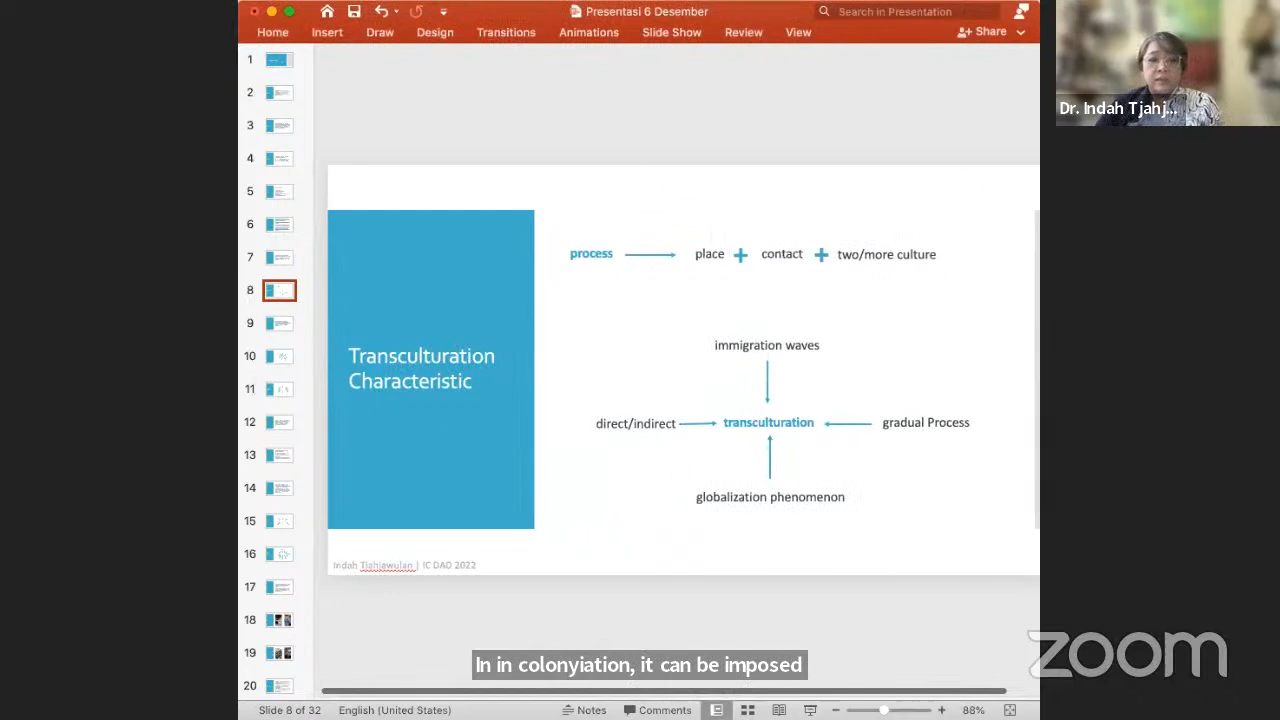 Presentasi 6 Desember
Search in Presentation
Home Insert Draw Design Transitions Animations Slide Show Review View Share
1
2
3
4
5
6
7
8
9
10
11
12
13
14
15
16
17
18
19
20
process place + contact + two/more culture
Transculturation
Characteristic
immigration waves
direct/indirect transculturation gradual Process
globalization phenomenon
Indah Tjahjawulan | IC DAO 2022
Dr. Indah Tjahj...
In in colonyiation, it can be imposed
zoom
Slide 8 of 32 English (United States) Notes Comments 88%